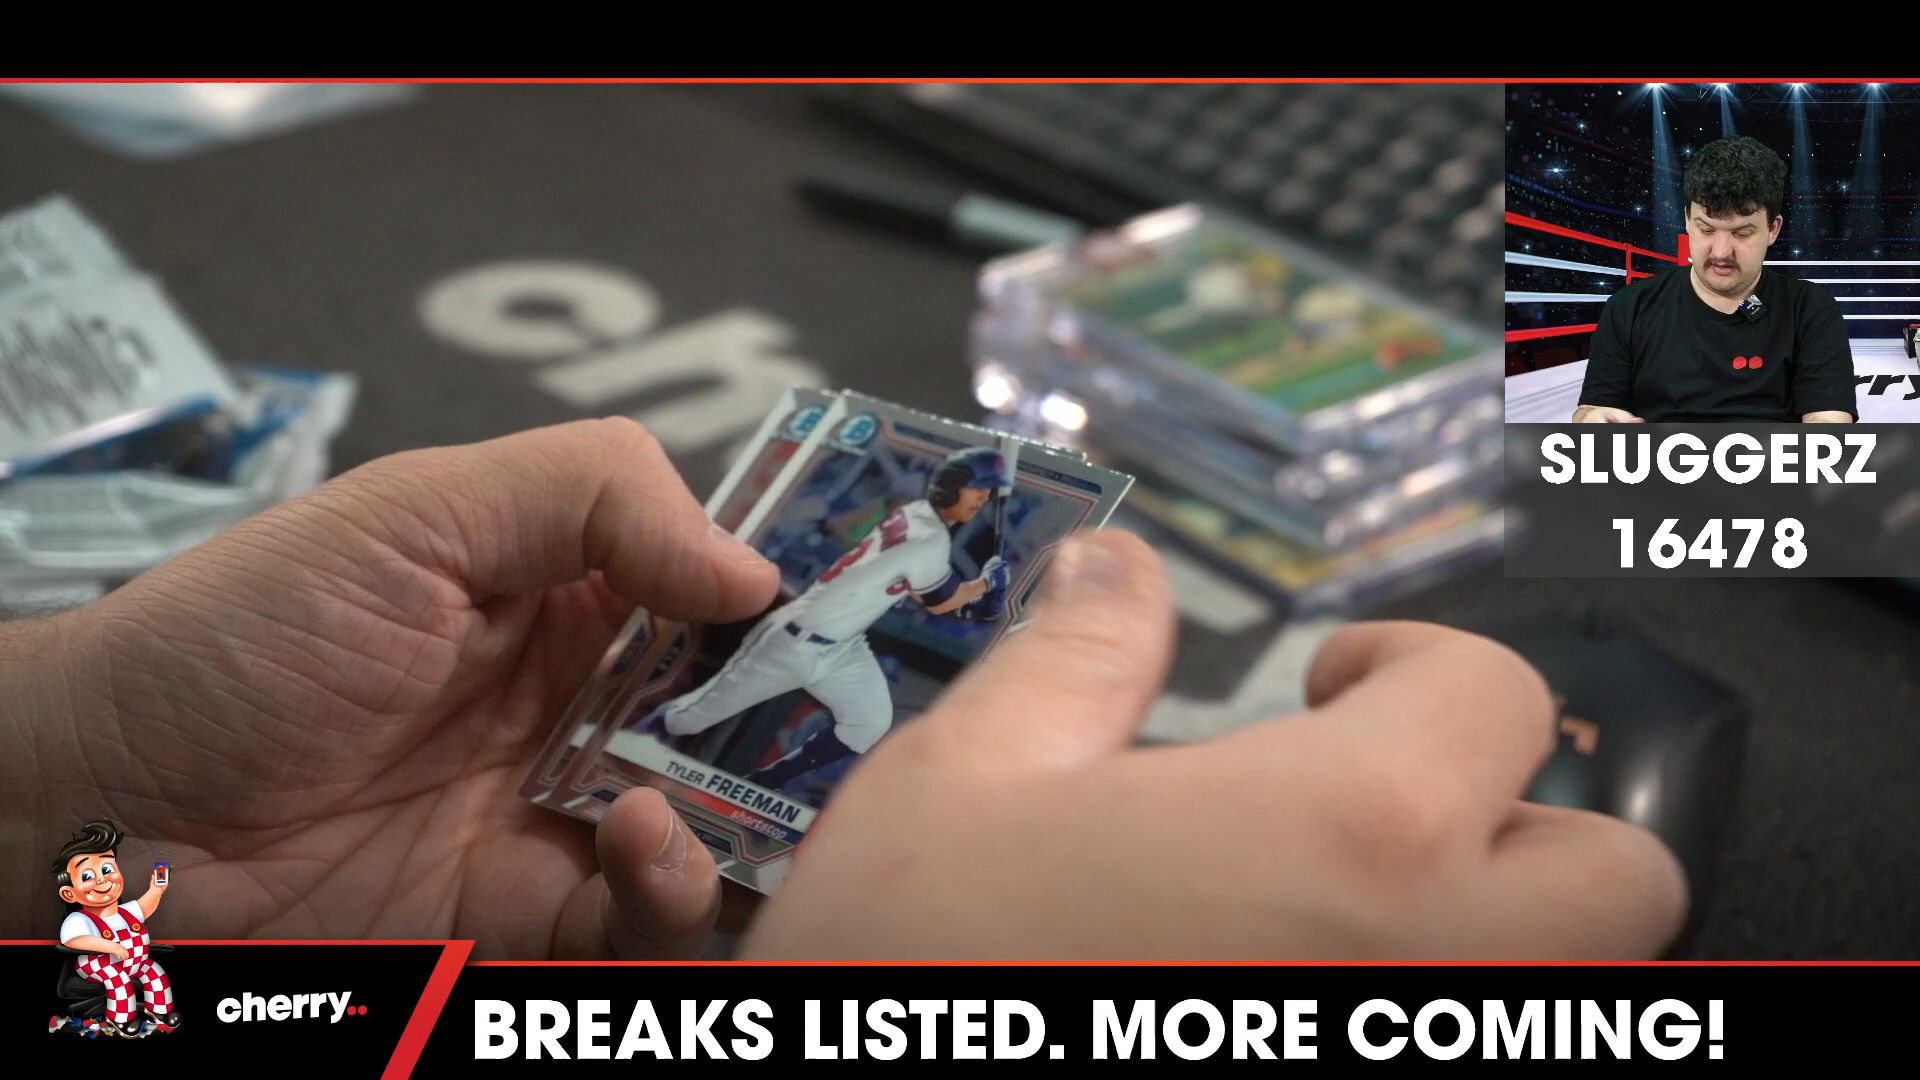 SLUGGERZ
16478
TYLER FREEMAN
shortstop
cherry..
BREAKS LISTED. MORE COMING!